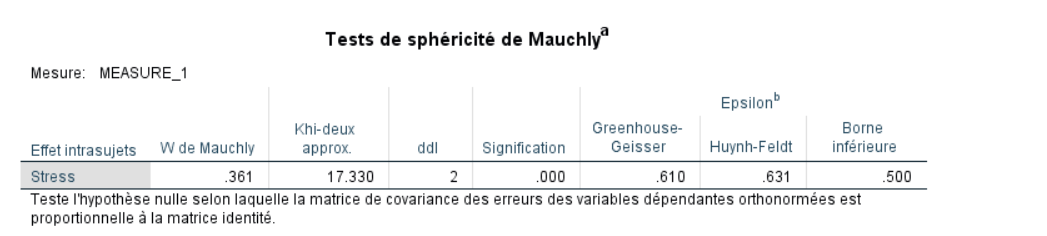 Tests de sphéricité de Mauchlyᵃ
Mesure: MEASURE_1
Epsilonᵇ
Effet intrasujets W de Mauchly Khi-deux approx. ddl Signification Greenhouse-Geisser Huynh-Feldt Borne inférieure
Stress .361 17.330 2 .000 .610 .631 .500
Teste l'hypothèse nulle selon laquelle la matrice de covariance des erreurs des variables dépendantes orthonormées est
proportionnelle à la matrice identité.